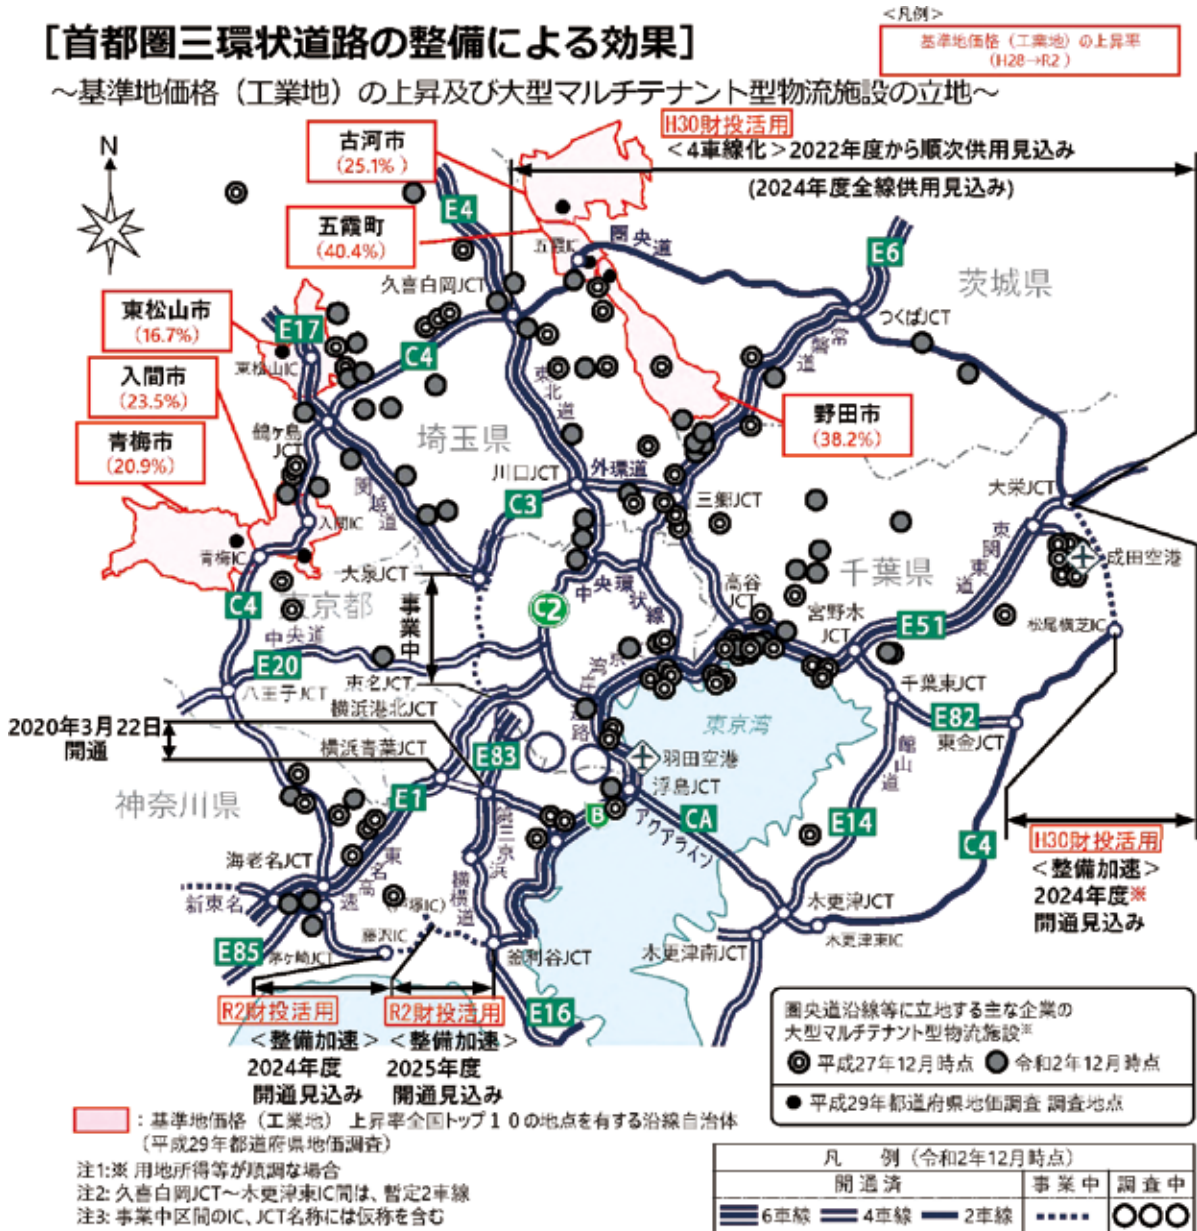 ［首都圏三環状道路の整備による効果］
～基準地価格（工業地）の上昇及び大型マルチテナント型物流施設の立地～
＜凡例＞
基準地価格（工業地）の上昇率
（H28→R2）
H30財投活用
＜4車線化＞2022年度から順次供用見込み
(2024年度全線供用見込み)
N
古河市
(25.1%)
五霞町
(40.4%)
東松山市
(16.7%)
入間市
(23.5%)
青梅市
(20.9%)
野田市
(38.2%)
E4
E6
E17
C4
五霞IC
圏央道
久喜白岡JCT
茨城県
つくばJCT
常磐道
東松山IC
東北道
埼玉県
鶴ヶ島
JCT
川口JCT
外環道
C3
三郷JCT
関越道
入間IC
青梅IC
大栄JCT
東関東道
成田空港
千葉県
大泉JCT
東京都
C4
事業中
C2
中央環状線
高谷
JCT
宮野木
JCT
E51
松尾横芝IC
中央道
E20
八王子JCT
東名JCT
横浜港北JCT
2020年3月22日
開通
横浜青葉JCT
E83
湾岸道路
東京湾
千葉東JCT
E82
東金JCT
館山道
羽田空港
浮島JCT
神奈川県
E1
第三京浜
B
アクアライン
CA
E14
C4
H30財投活用
＜整備加速＞
2024年度※
開通見込み
海老名JCT
東名高速
横横道
新東名
(戸塚IC)
藤沢IC
E85
茅ヶ崎JCT
釜利谷JCT
E16
木更津JCT
木更津東IC
木更津南JCT
R2財投活用
＜整備加速＞
2024年度
開通見込み
R2財投活用
＜整備加速＞
2025年度
開通見込み
圏央道沿線等に立地する主な企業の
大型マルチテナント型物流施設※
平成27年12月時点 令和2年12月時点
平成29年都道府県地価調査 調査地点
：基準地価格（工業地） 上昇率全国トップ１０の地点を有する沿線自治体
（平成29年都道府県地価調査）
注1:※ 用地所得等が順調な場合
注2: 久喜白岡JCT～木更津東IC間は、暫定2車線
注3: 事業中区間のIC、JCT名称には仮称を含む
凡 例（令和2年12月時点）
開通済 事業中 調査中
6車線 4車線 2車線